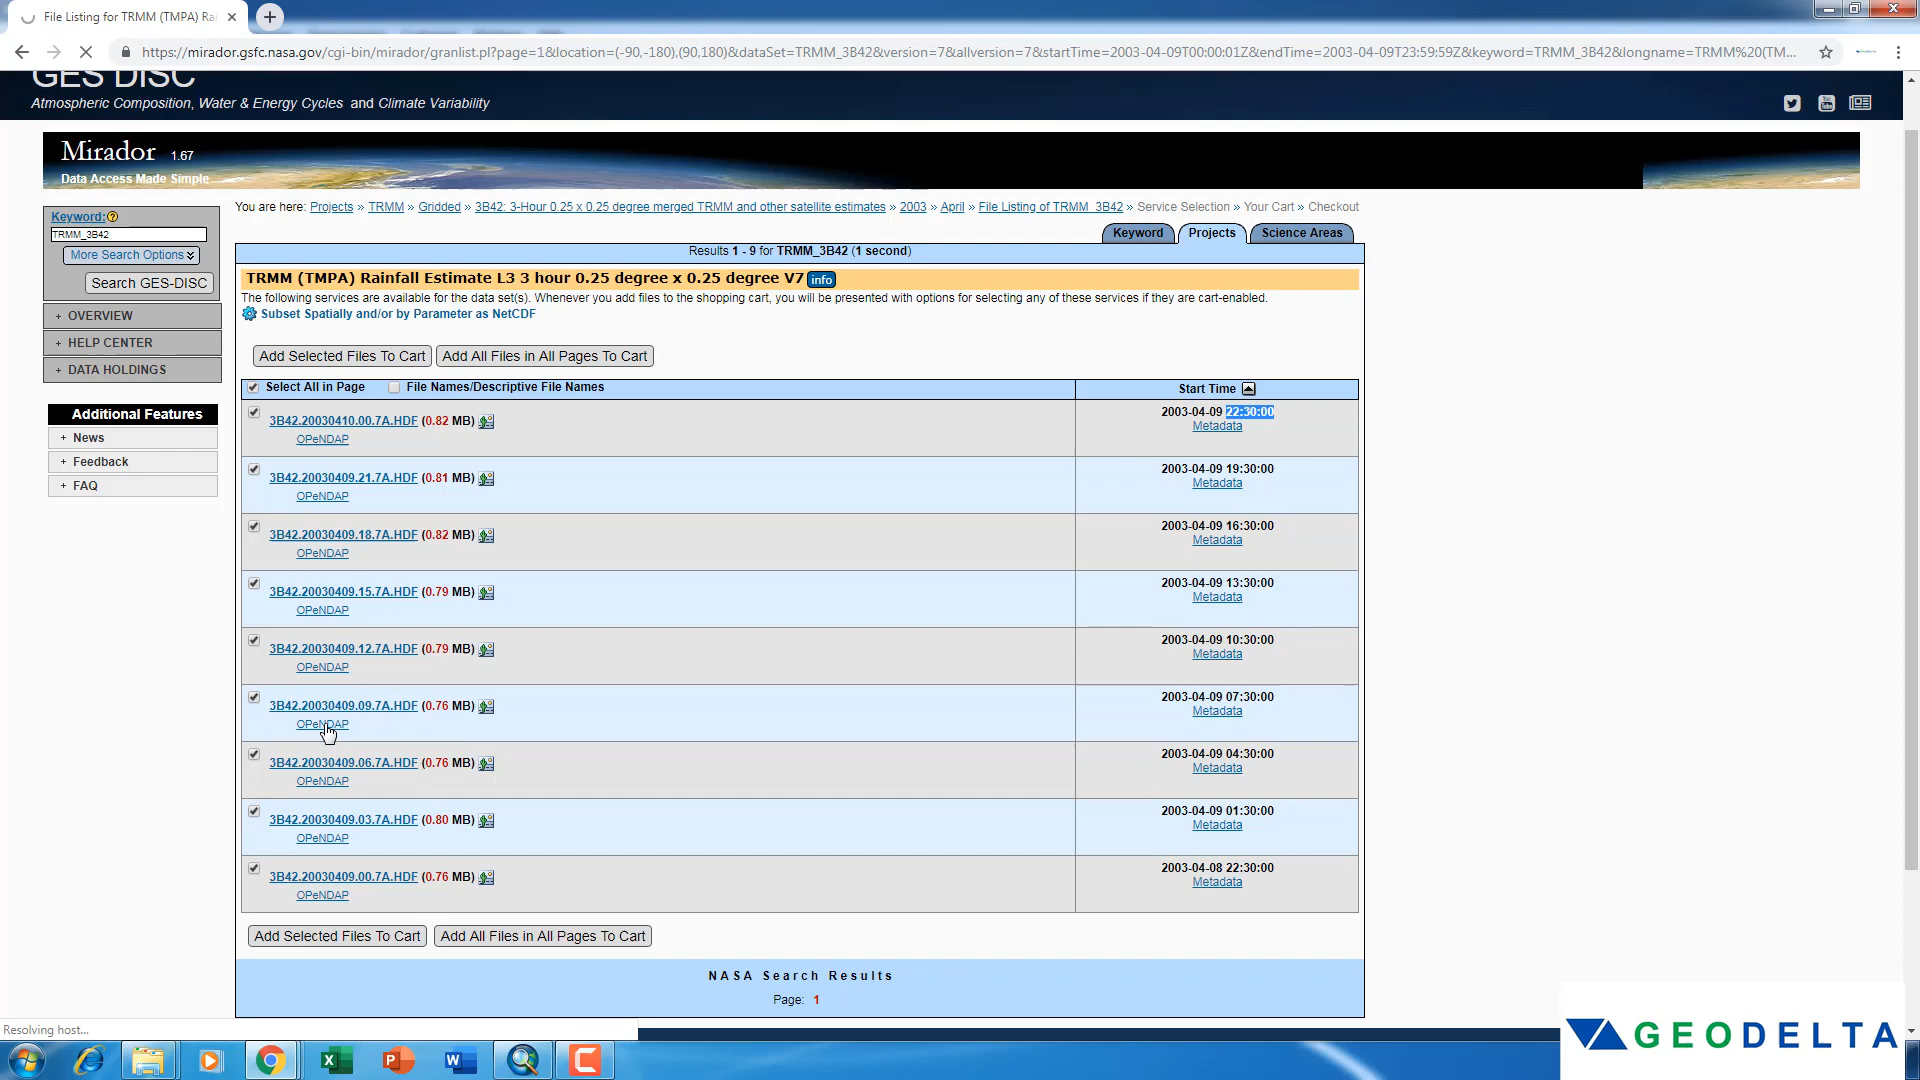 File Listing for TRMM (TMPA) Ra
https://mirador.gsfc.nasa.gov/cgi-bin/mirador/granlist.pl?page=1&location=(-90,-180),(90,180)&dataSet=TRMM_3B42&version=7&allversion=7&startTime=2003-04-09T00:00:01Z&endTime=2003-04-09T23:59:59Z&keyword=TRMM_3B42&longname=TRMM%20(TM...
GES DISC
Atmospheric Composition, Water & Energy Cycles and Climate Variability
Mirador 1.67
Data Access Made Simple
Keyword:
TRMM_3B42
More Search Options
Search GES-DISC
+ OVERVIEW
+ HELP CENTER
+ DATA HOLDINGS
Additional Features
+ News
+ Feedback
+ FAQ
You are here: Projects » TRMM » Gridded » 3B42: 3-Hour 0.25 x 0.25 degree merged TRMM and other satellite estimates » 2003 » April » File Listing of TRMM_3B42 » Service Selection » Your Cart » Checkout
Keyword Projects Science Areas
Results 1 - 9 for TRMM_3B42 (1 second)
TRMM (TMPA) Rainfall Estimate L3 3 hour 0.25 degree x 0.25 degree V7 info
The following services are available for the data set(s). Whenever you add files to the shopping cart, you will be presented with options for selecting any of these services if they are cart-enabled.
Subset Spatially and/or by Parameter as NetCDF
Add Selected Files To Cart Add All Files in All Pages To Cart
Select All in Page File Names/Descriptive File Names Start Time
3B42.20030410.00.7A.HDF (0.82 MB) 2003-04-09 22:30:00
OPeNDAP Metadata
3B42.20030409.21.7A.HDF (0.81 MB) 2003-04-09 19:30:00
OPeNDAP Metadata
3B42.20030409.18.7A.HDF (0.82 MB) 2003-04-09 16:30:00
OPeNDAP Metadata
3B42.20030409.15.7A.HDF (0.79 MB) 2003-04-09 13:30:00
OPeNDAP Metadata
3B42.20030409.12.7A.HDF (0.79 MB) 2003-04-09 10:30:00
OPeNDAP Metadata
3B42.20030409.09.7A.HDF (0.76 MB) 2003-04-09 07:30:00
OPeNDAP Metadata
3B42.20030409.06.7A.HDF (0.76 MB) 2003-04-09 04:30:00
OPeNDAP Metadata
3B42.20030409.03.7A.HDF (0.80 MB) 2003-04-09 01:30:00
OPeNDAP Metadata
3B42.20030409.00.7A.HDF (0.76 MB) 2003-04-08 22:30:00
OPeNDAP Metadata
Add Selected Files To Cart Add All Files in All Pages To Cart
NASA Search Results
Page: 1
Resolving host...
GEODELTA